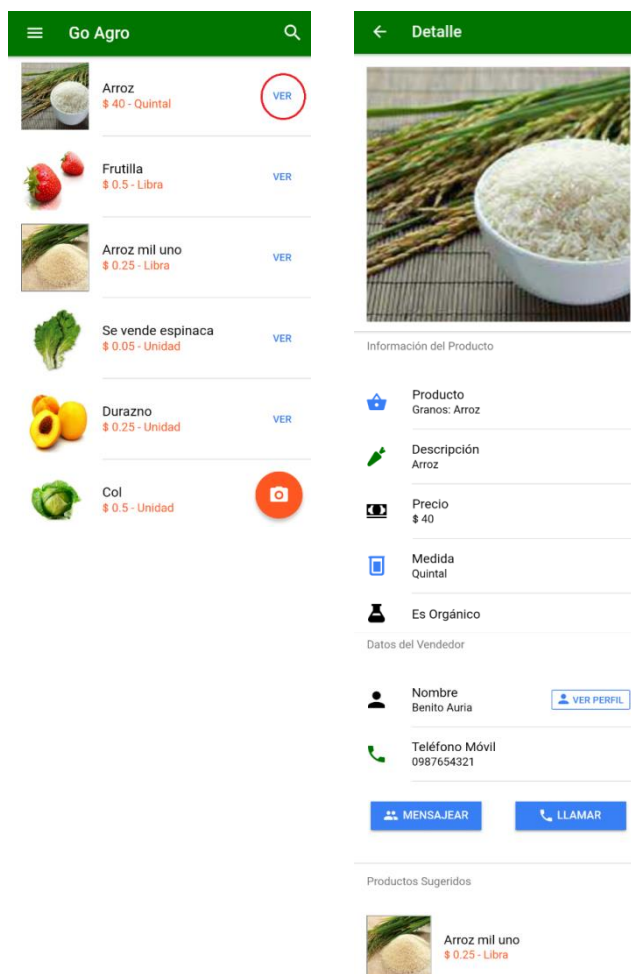 Go Agro
Arroz
$ 40 - Quintal
VER
Frutilla
$ 0.5 - Libra
VER
Arroz mil uno
$ 0.25 - Libra
VER
Se vende espinaca
$ 0.05 - Unidad
VER
Durazno
$ 0.25 - Unidad
VER
Col
$ 0.5 - Unidad
Detalle
Información del Producto
Producto
Granos: Arroz
Descripción
Arroz
Precio
$ 40
Medida
Quintal
Es Orgánico
Datos del Vendedor
Nombre
Benito Auria
VER PERFIL
Teléfono Móvil
0987654321
MENSAJEAR
LLAMAR
Productos Sugeridos
Arroz mil uno
$ 0.25 - Libra